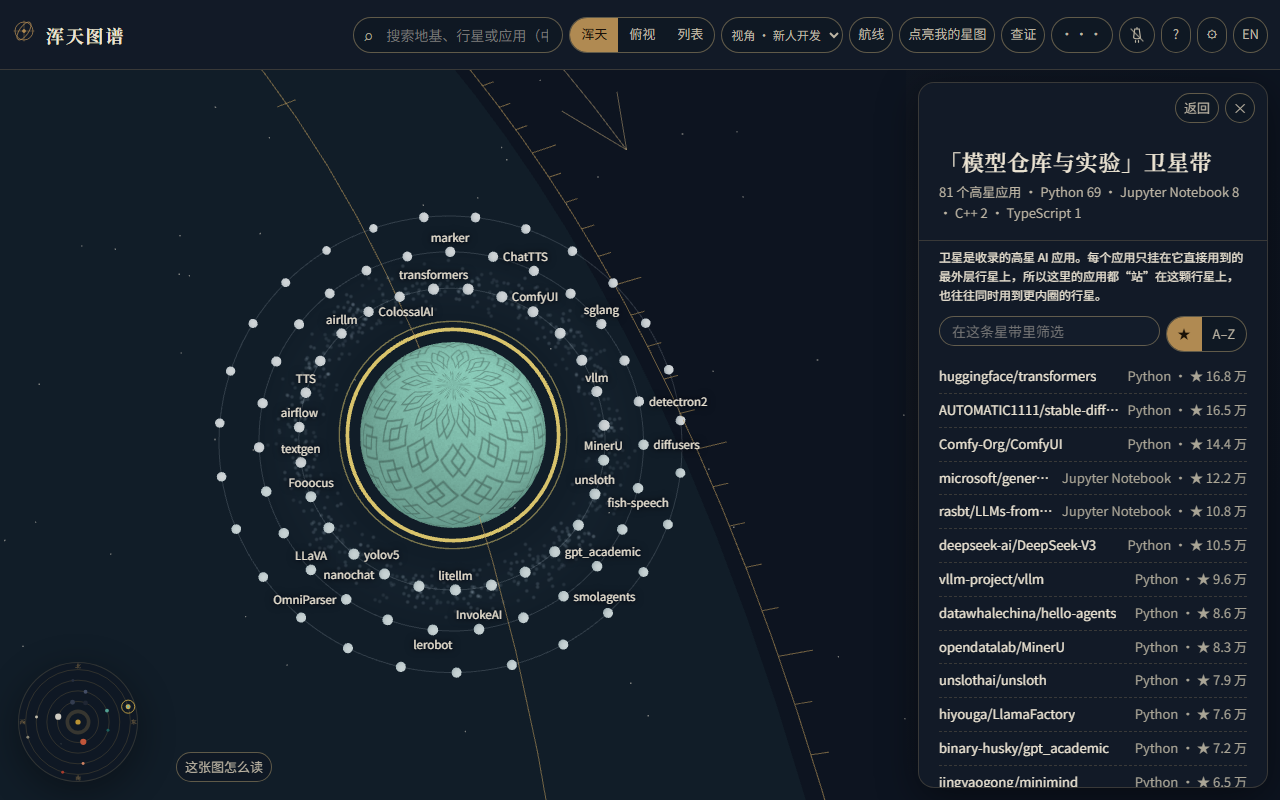 浑天图谱
搜索地基、行星或应用（中
浑天 俯视 列表
视角 · 新人开发
航线
点亮我的星图
查证
· · ·
?
EN
返回
「模型仓库与实验」卫星带
81 个高星应用 · Python 69 · Jupyter Notebook 8
· C++ 2 · TypeScript 1
卫星是收录的高星 AI 应用。每个应用只挂在它直接用到的
最外层行星上，所以这里的应用都“站”在这颗行星上，
也往往同时用到更内圈的行星。
在这条星带里筛选
★ A–Z
huggingface/transformers Python · ★ 16.8 万
AUTOMATIC1111/stable-diff··· Python · ★ 16.5 万
Comfy-Org/ComfyUI Python · ★ 14.4 万
microsoft/gener··· Jupyter Notebook · ★ 12.2 万
rasbt/LLMs-from··· Jupyter Notebook · ★ 10.8 万
deepseek-ai/DeepSeek-V3 Python · ★ 10.5 万
vllm-project/vllm Python · ★ 9.6 万
datawhalechina/hello-agents Python · ★ 8.6 万
opendatalab/MinerU Python · ★ 8.3 万
unslothai/unsloth Python · ★ 7.9 万
hiyouga/LlamaFactory Python · ★ 7.6 万
binary-husky/gpt_academic Python · ★ 7.2 万
jingyaogong/minimind Python · ★ 6.5 万
marker
ChatTTS
transformers
ComfyUI
ColossalAI
sglang
airllm
TTS
vllm
detectron2
airflow
textgen
MinerU
diffusers
Fooocus
unsloth
fish-speech
LLaVA
yolov5
gpt_academic
nanochat
litellm
OmniParser
smolagents
InvokeAI
lerobot
这张图怎么读